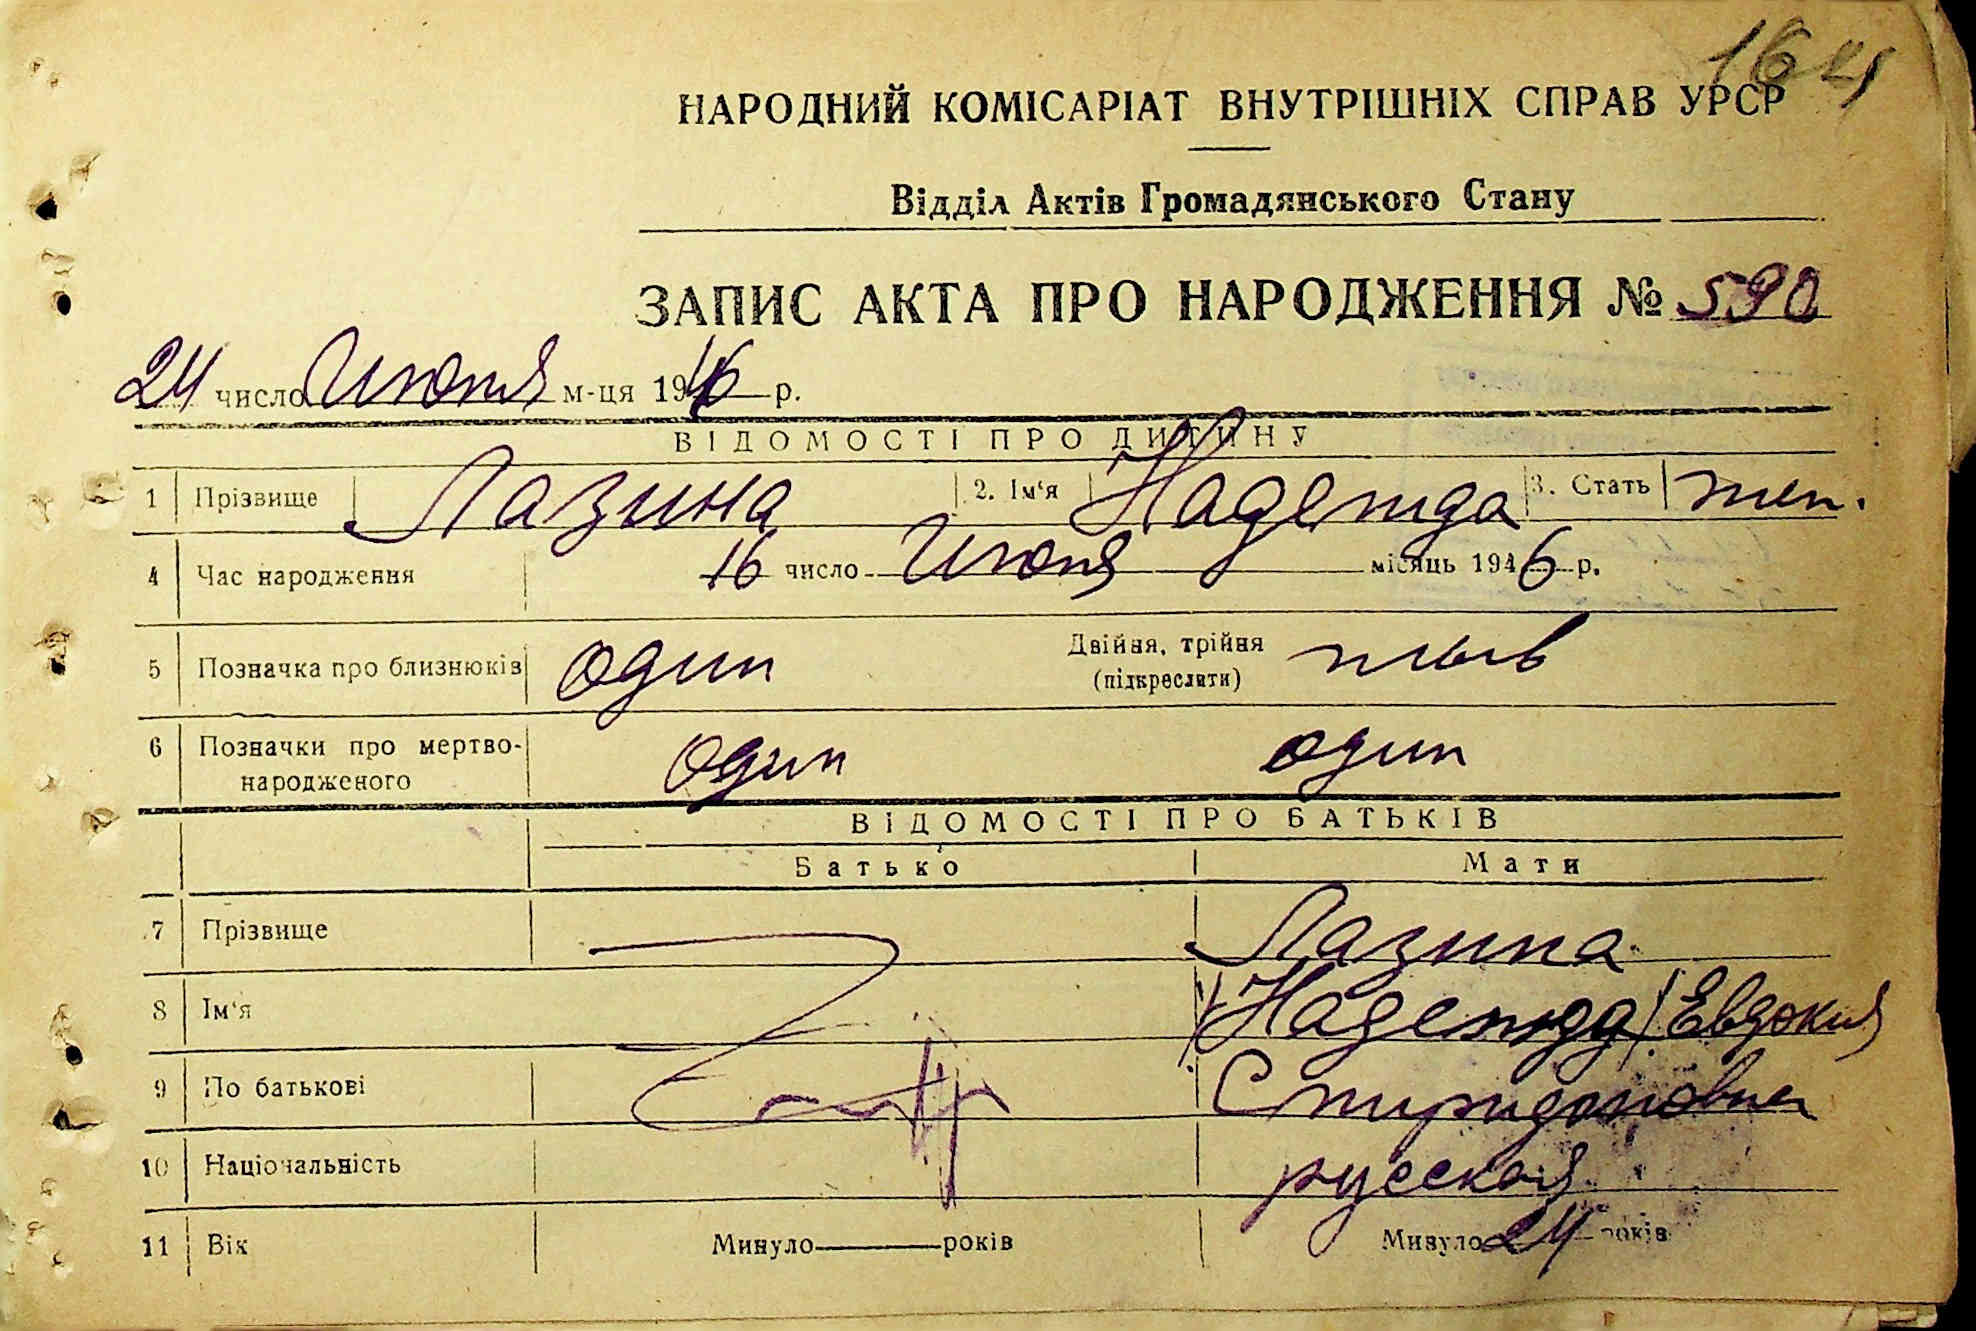 НАРОДНИЙ КОМІСАРІАТ ВНУТРІШНІХ СПРАВ УРСР
Відділ Актів Громадянського Стану
ЗАПИС АКТА ПРО НАРОДЖЕННЯ № 590
24 число Июня м-ця 1946 р.
ВІДОМОСТІ ПРО ДИТИНУ
1 Прізвище Лазина 2. Ім'я Надежда 3. Стать жен.
4 Час народження 16 число Июня місяць 1946 р.
5 Позначка про близнюків один Двійня, трійня
(підкреслити)
6 Позначки про мертво- один один
народженого
ВІДОМОСТІ ПРО БАТЬКІВ
Батько Мати
7 Прізвище Лазина
8 Ім'я /Надежда/ Евдокия
9 По батькові Спиридоновна
10 Національність русская
11 Вік Минуло — років Минуло 24 років